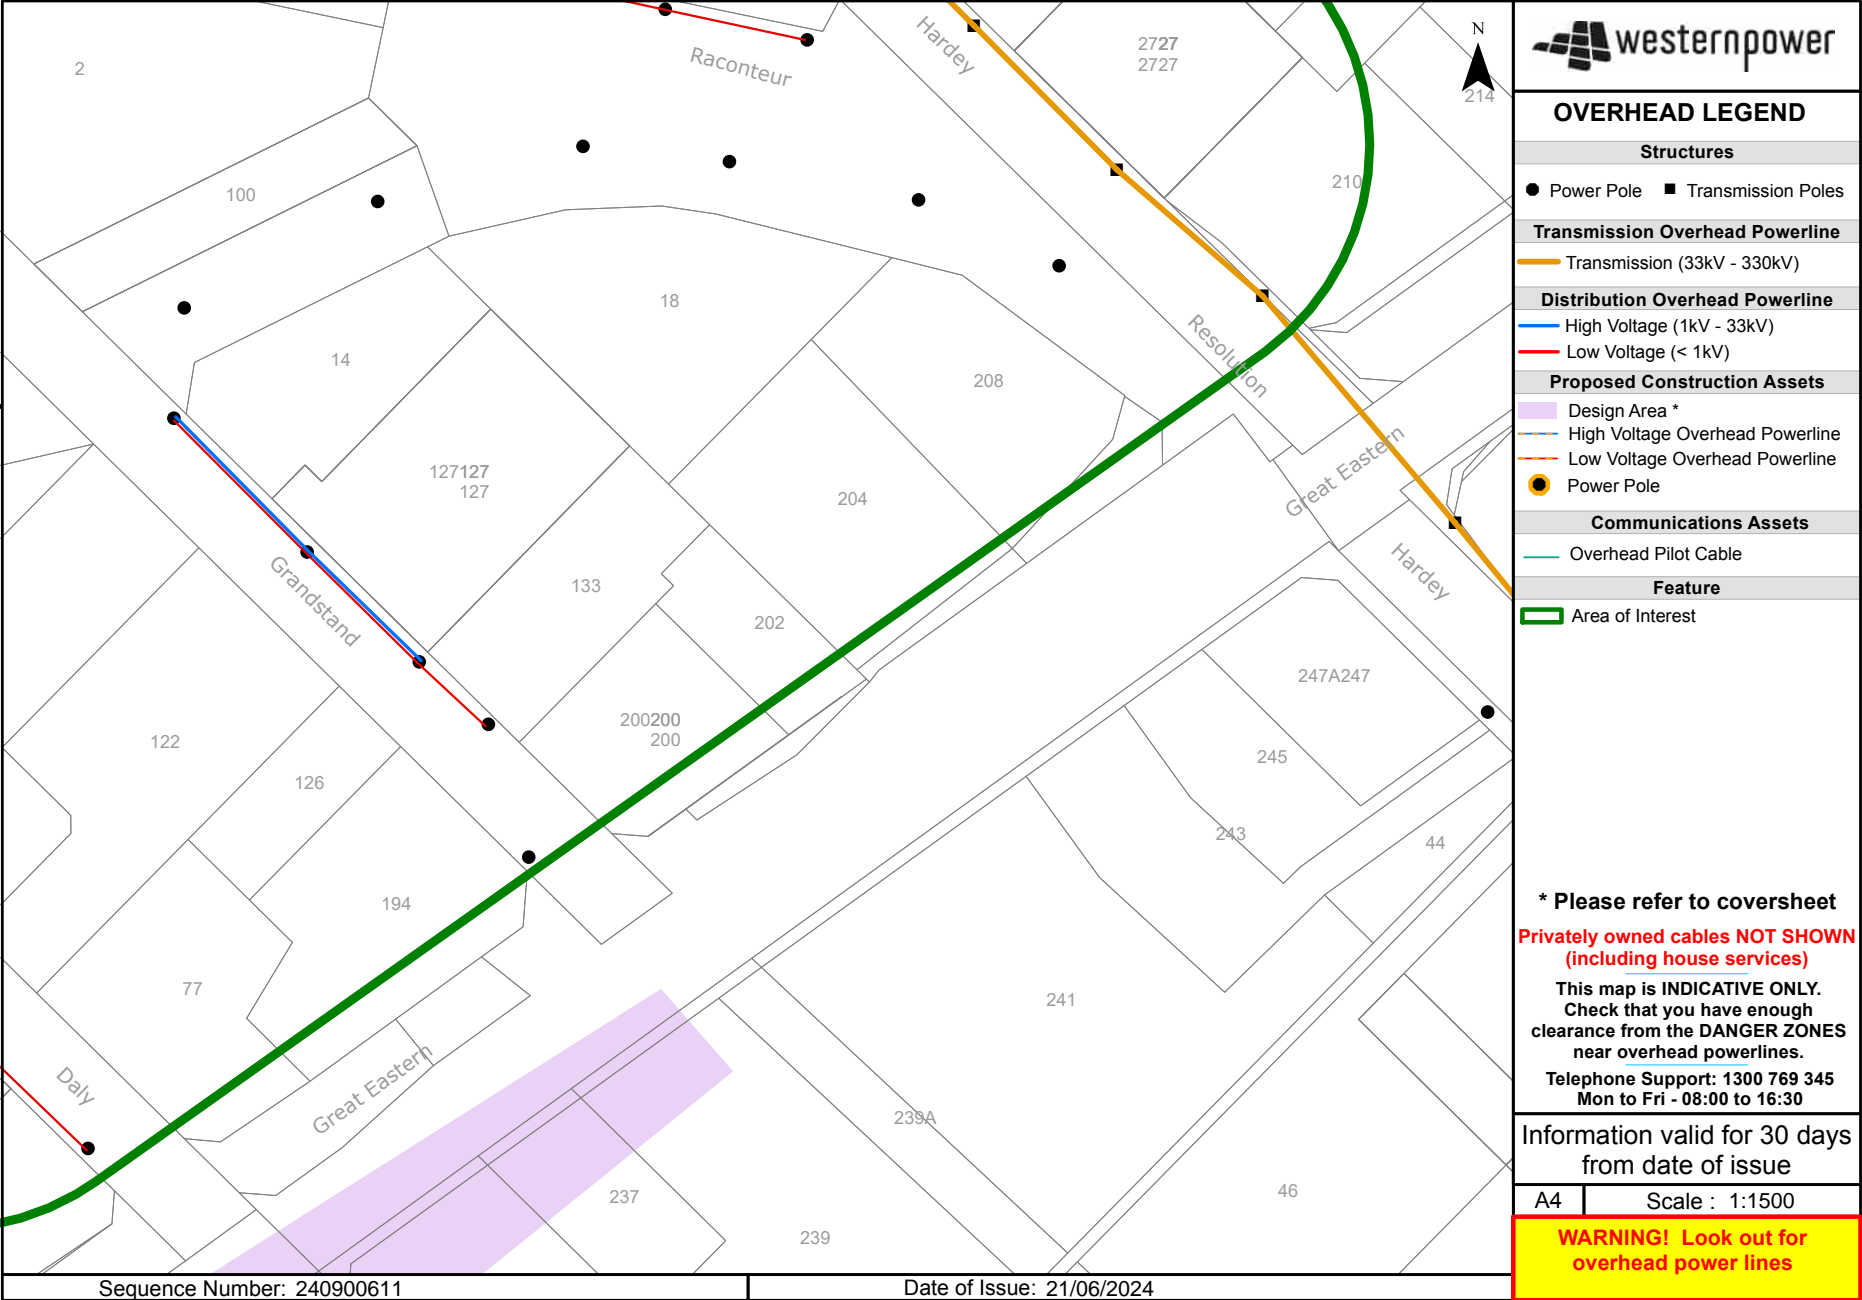 Hardey
2727
2727
N
214
2
Raconteur
100
210
18
14
208
Resolution
127127
127
204
Great Eastern
Grandstand
133
202
Hardey
247A247
200200
200
122
126
245
243
44
194
77
241
Daly
Great Eastern
239A
237
46
239
Sequence Number: 240900611
Date of Issue: 21/06/2024
westernpower
OVERHEAD LEGEND
Structures
Power Pole
Transmission Poles
Transmission Overhead Powerline
Transmission (33kV - 330kV)
Distribution Overhead Powerline
High Voltage (1kV - 33kV)
Low Voltage (< 1kV)
Proposed Construction Assets
Design Area *
High Voltage Overhead Powerline
Low Voltage Overhead Powerline
Power Pole
Communications Assets
Overhead Pilot Cable
Feature
Area of Interest
* Please refer to coversheet
Privately owned cables NOT SHOWN
(including house services)
This map is INDICATIVE ONLY.
Check that you have enough
clearance from the DANGER ZONES
near overhead powerlines.
Telephone Support: 1300 769 345
Mon to Fri - 08:00 to 16:30
Information valid for 30 days
from date of issue
A4
Scale : 1:1500
WARNING! Look out for
overhead power lines